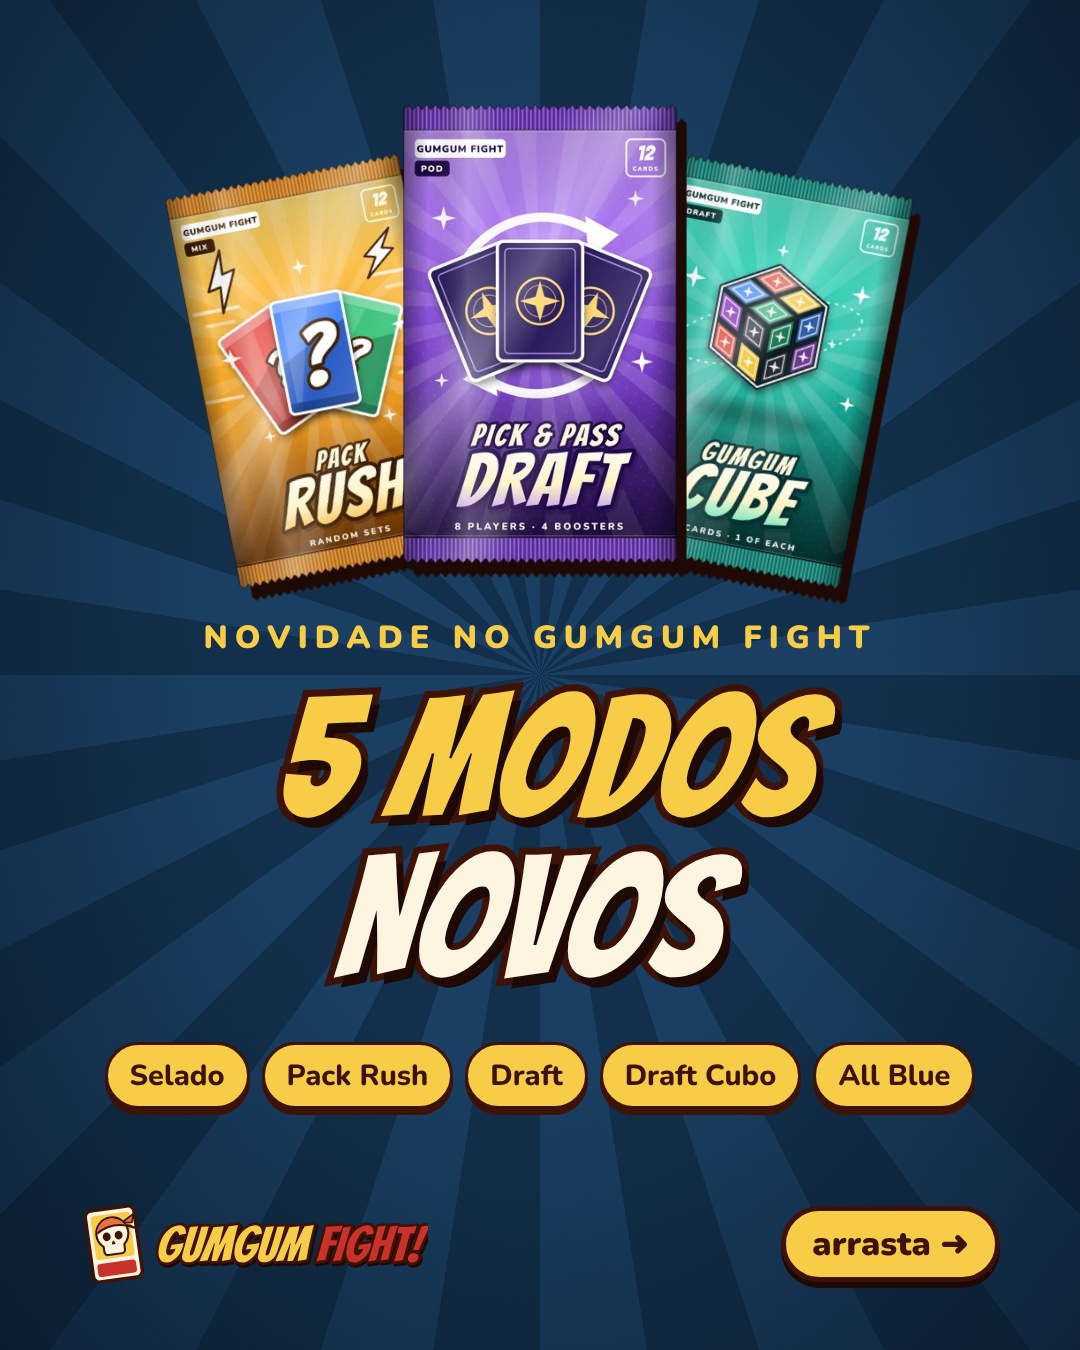 GUMGUM FIGHT
MIX
12
CARDS
?
PACK
RUSH
RANDOM SETS
GUMGUM FIGHT
POD
12
CARDS
PICK & PASS
DRAFT
8 PLAYERS · 4 BOOSTERS
GUMGUM FIGHT
DRAFT
12
CARDS
GUMGUM
CUBE
CARDS · 1 OF EACH
NOVIDADE NO GUMGUM FIGHT
5 MODOS
NOVOS
Selado
Pack Rush
Draft
Draft Cubo
All Blue
GUMGUM FIGHT!
arrasta →